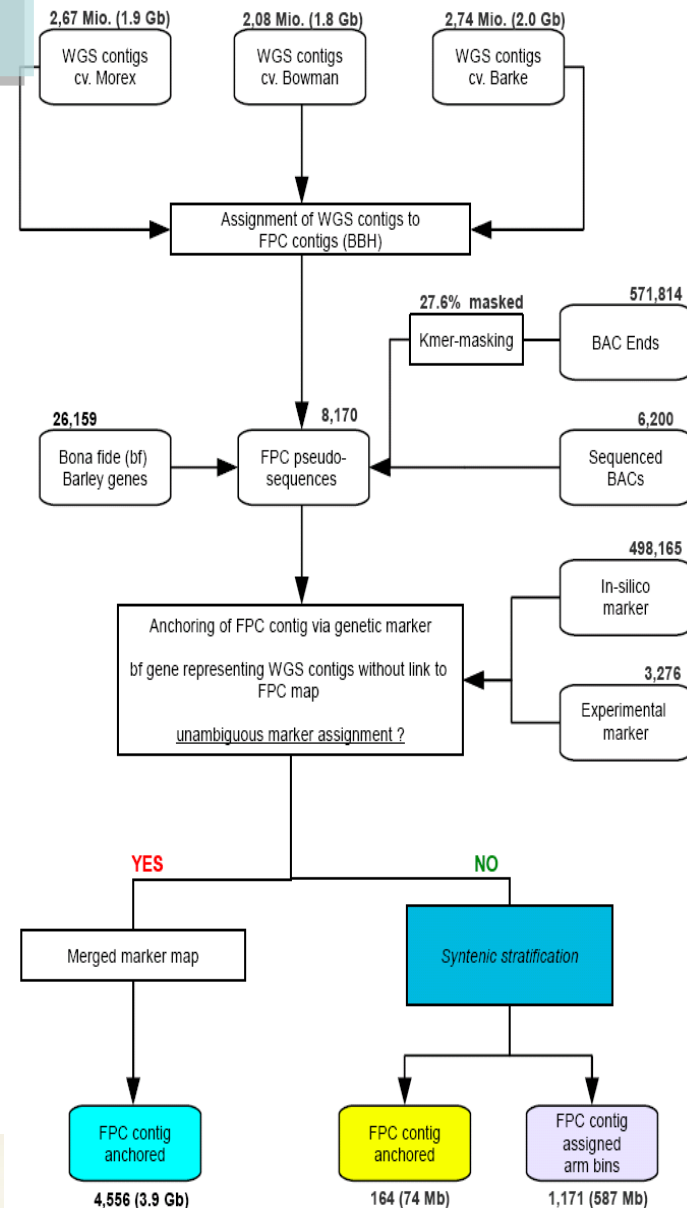 2,67 Mio. (1.9 Gb)
2,08 Mio. (1.8 Gb)
2,74 Mio. (2.0 Gb)
WGS contigs
cv. Morex
WGS contigs
cv. Bowman
WGS contigs
cv. Barke
Assignment of WGS contigs to
FPC contigs (BBH)
27.6% masked
Kmer-masking
571,814
BAC Ends
26,159
Bona fide (bf)
Barley genes
8,170
FPC pseudo-
sequences
6,200
Sequenced
BACs
498,165
In-silico
marker
Anchoring of FPC contig via genetic marker
bf gene representing WGS contigs without link to
FPC map
unambiguous marker assignment ?
3,276
Experimental
marker
YES
NO
Merged marker map
Syntenic stratification
FPC contig
anchored
4,556 (3.9 Gb)
FPC contig
anchored
164 (74 Mb)
FPC contig
assigned
arm bins
1,171 (587 Mb)